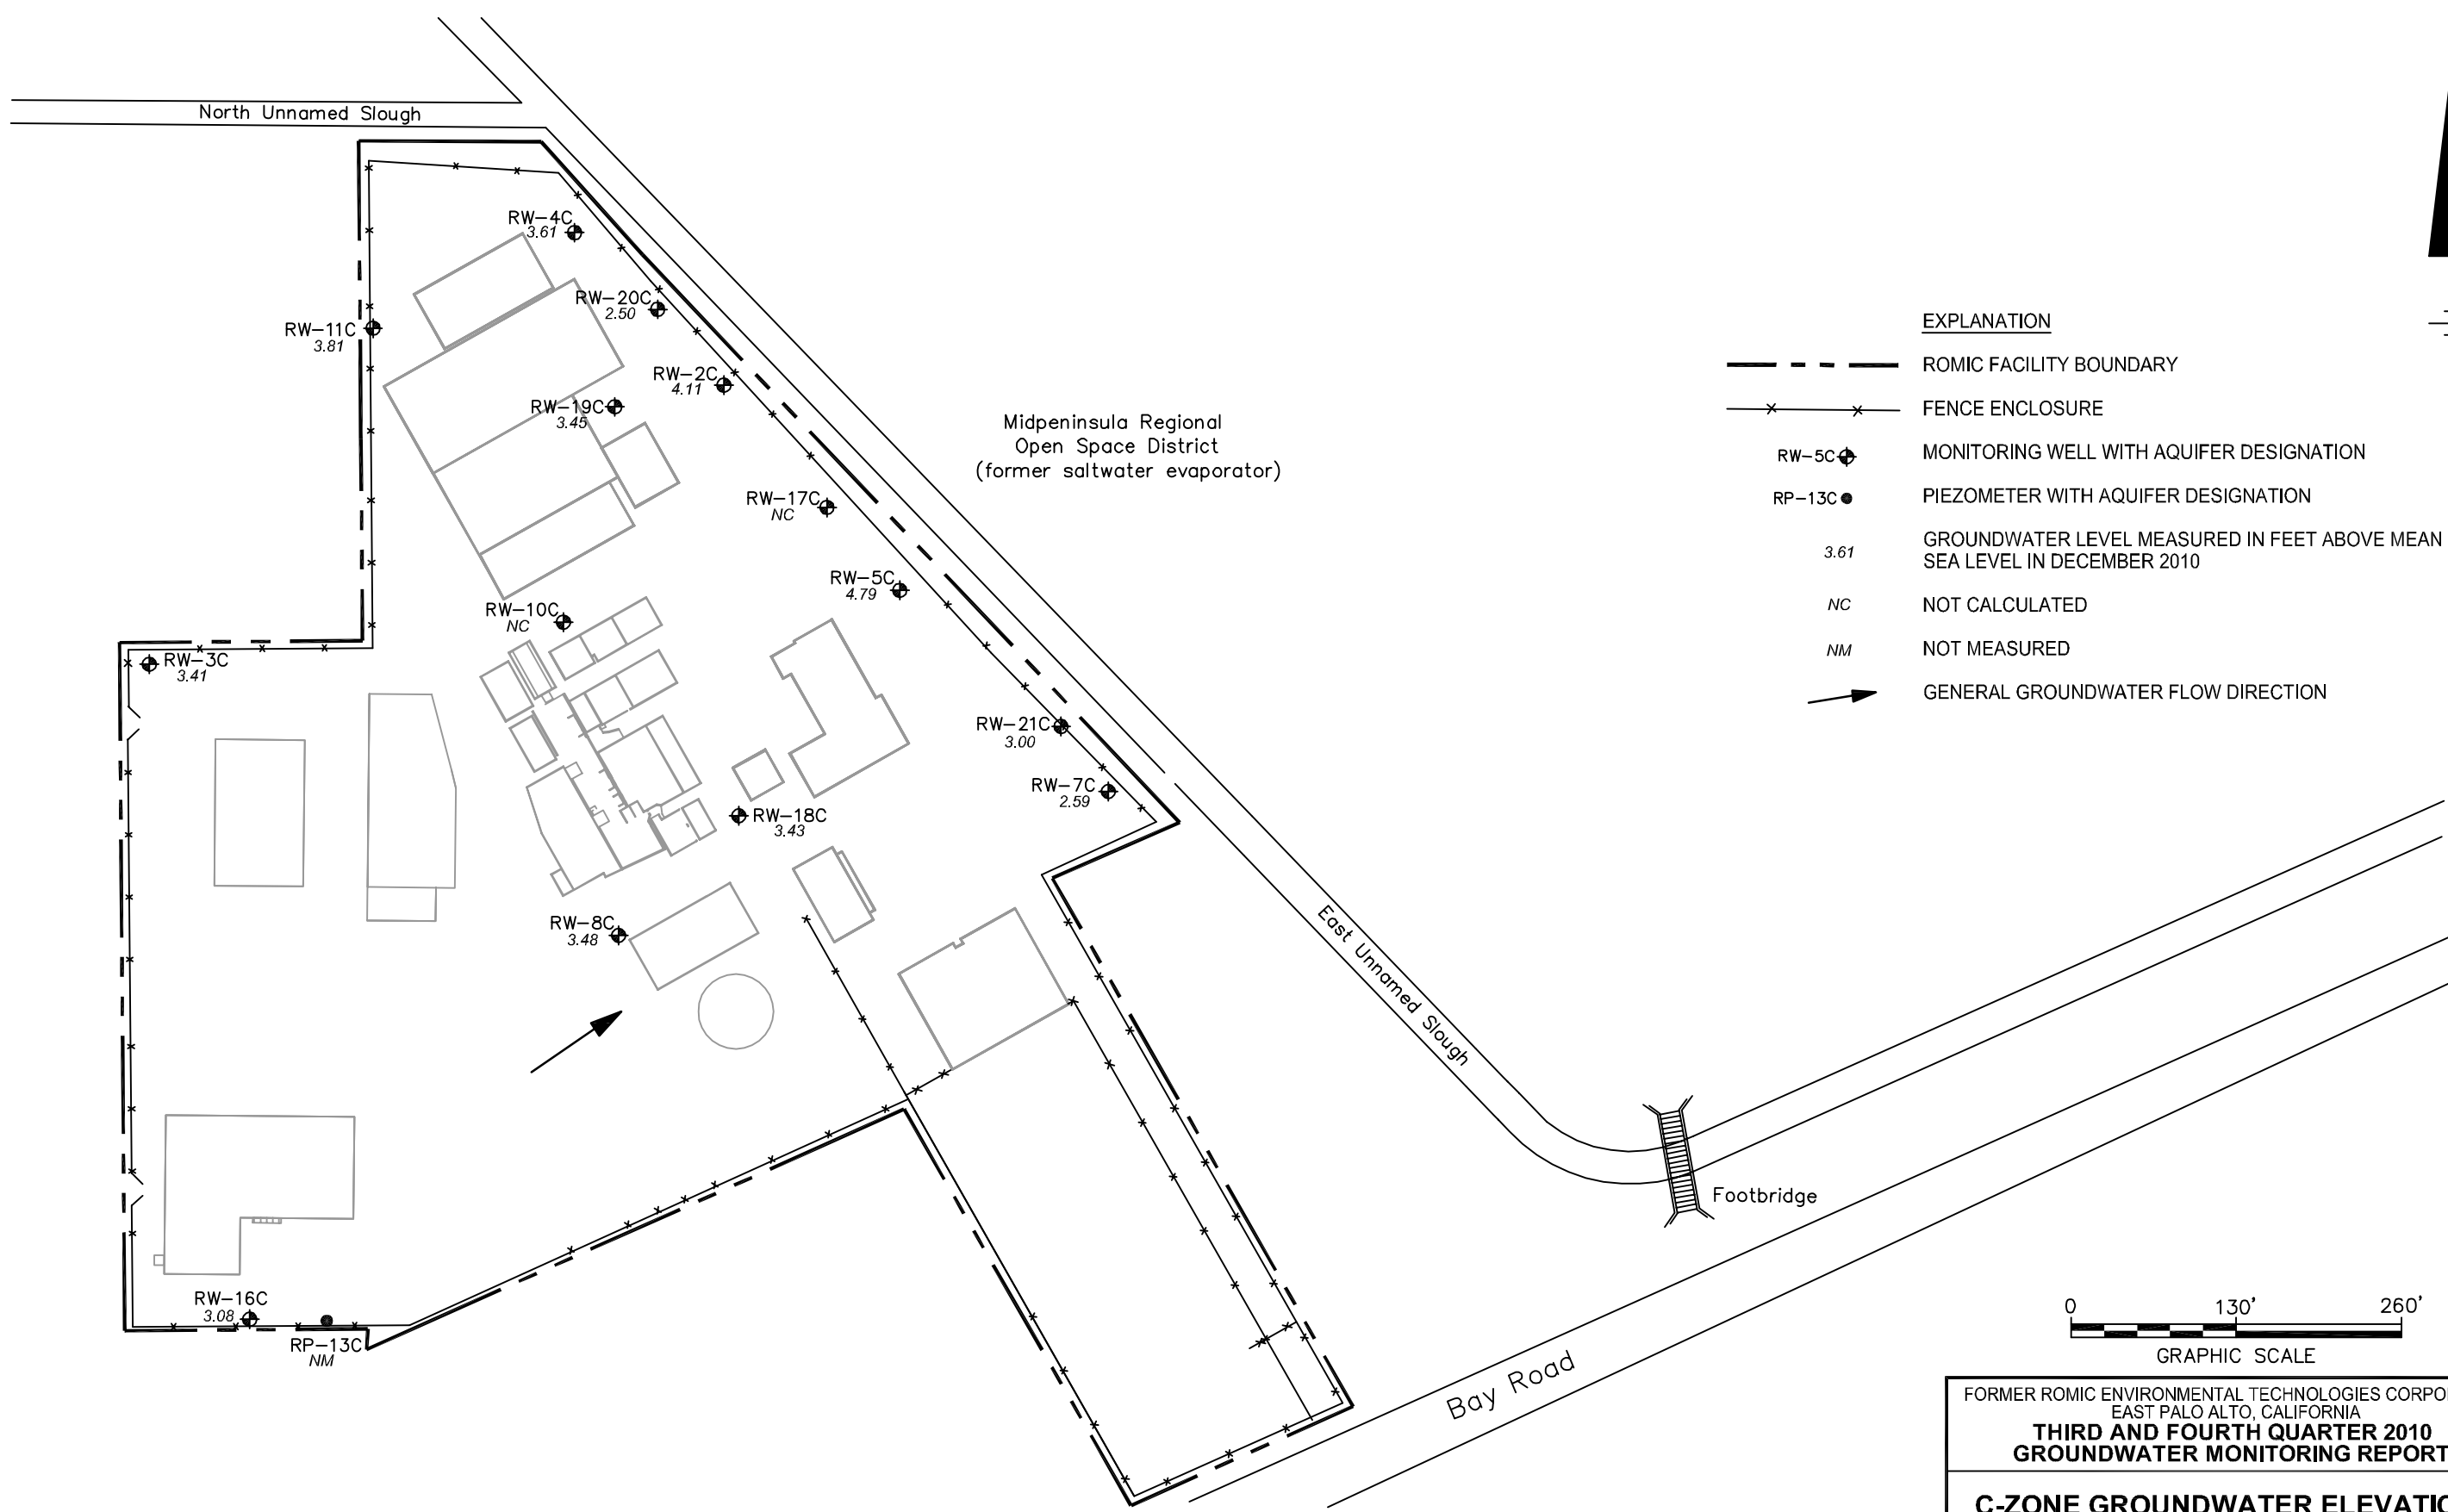 North Unnamed Slough
RW-4C
3.61
RW-20C
2.50
RW-11C
3.81
RW-2C
4.11
RW-19C
3.45
Midpeninsula Regional
Open Space District
(former saltwater evaporator)
RW-17C
NC
RW-5C
4.79
RW-10C
NC
RW-3C
3.41
RW-21C
3.00
RW-7C
2.59
RW-18C
3.43
RW-8C
3.48
East Unnamed Slough
Footbridge
RW-16C
3.08
RP-13C
NM
Bay Road
EXPLANATION
ROMIC FACILITY BOUNDARY
FENCE ENCLOSURE
RW-5C MONITORING WELL WITH AQUIFER DESIGNATION
RP-13C PIEZOMETER WITH AQUIFER DESIGNATION
3.61 GROUNDWATER LEVEL MEASURED IN FEET ABOVE MEAN
SEA LEVEL IN DECEMBER 2010
NC NOT CALCULATED
NM NOT MEASURED
GENERAL GROUNDWATER FLOW DIRECTION
0 130' 260'
GRAPHIC SCALE
FORMER ROMIC ENVIRONMENTAL TECHNOLOGIES
EAST PALO ALTO, CALIFORNIA
THIRD AND FOURTH QUARTER 2010
GROUNDWATER MONITORING REPORT
C-ZONE GROUNDWATER